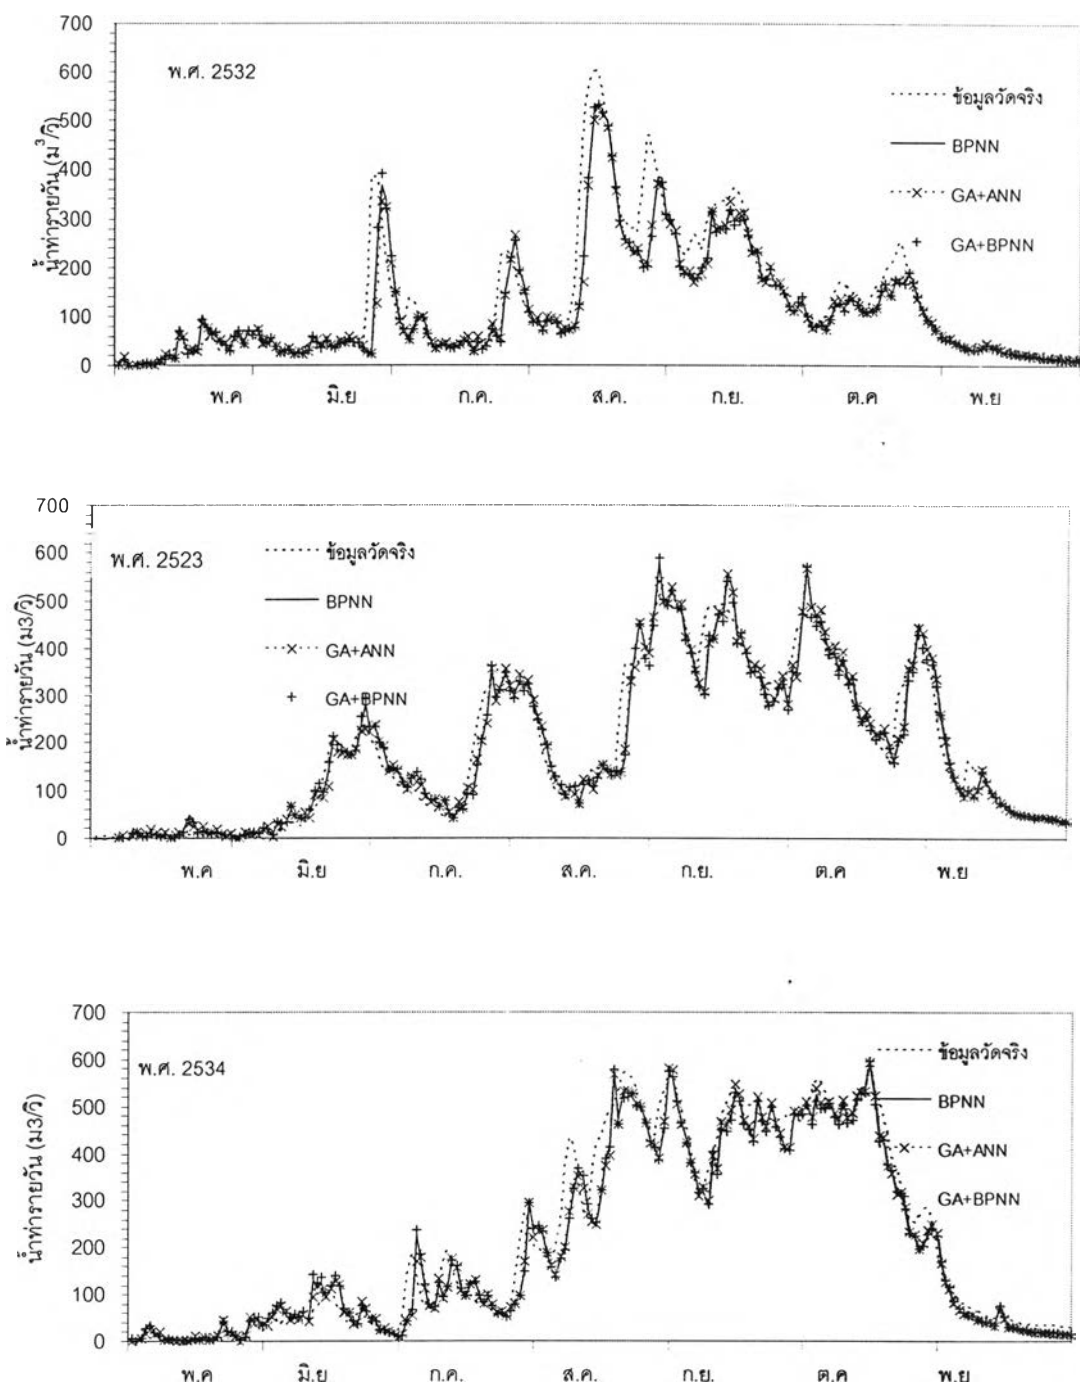 700
600
500
400
300
200
100
0
น้ำท่ารายวัน (ม³/วิ)
พ.ศ. 2532
ข้อมูลวัดจริง
BPNN
GA+ANN
GA+BPNN
พ.ค มิ.ย ก.ค. ส.ค. ก.ย. ต.ค พ.ย
700
600
500
400
300
200
100
0
น้ำท่ารายวัน (ม3/วิ)
พ.ศ. 2523
ข้อมูลวัดจริง
BPNN
GA+ANN
GA+BPNN
พ.ค มิ.ย ก.ค. ส.ค. ก.ย. ต.ค พ.ย
700
600
500
400
300
200
100
0
น้ำท่ารายวัน (ม3/วิ)
พ.ศ. 2534
ข้อมูลวัดจริง
BPNN
GA+ANN
GA+BPNN
พ.ค มิ.ย ก.ค. ส.ค. ก.ย. ต.ค พ.ย